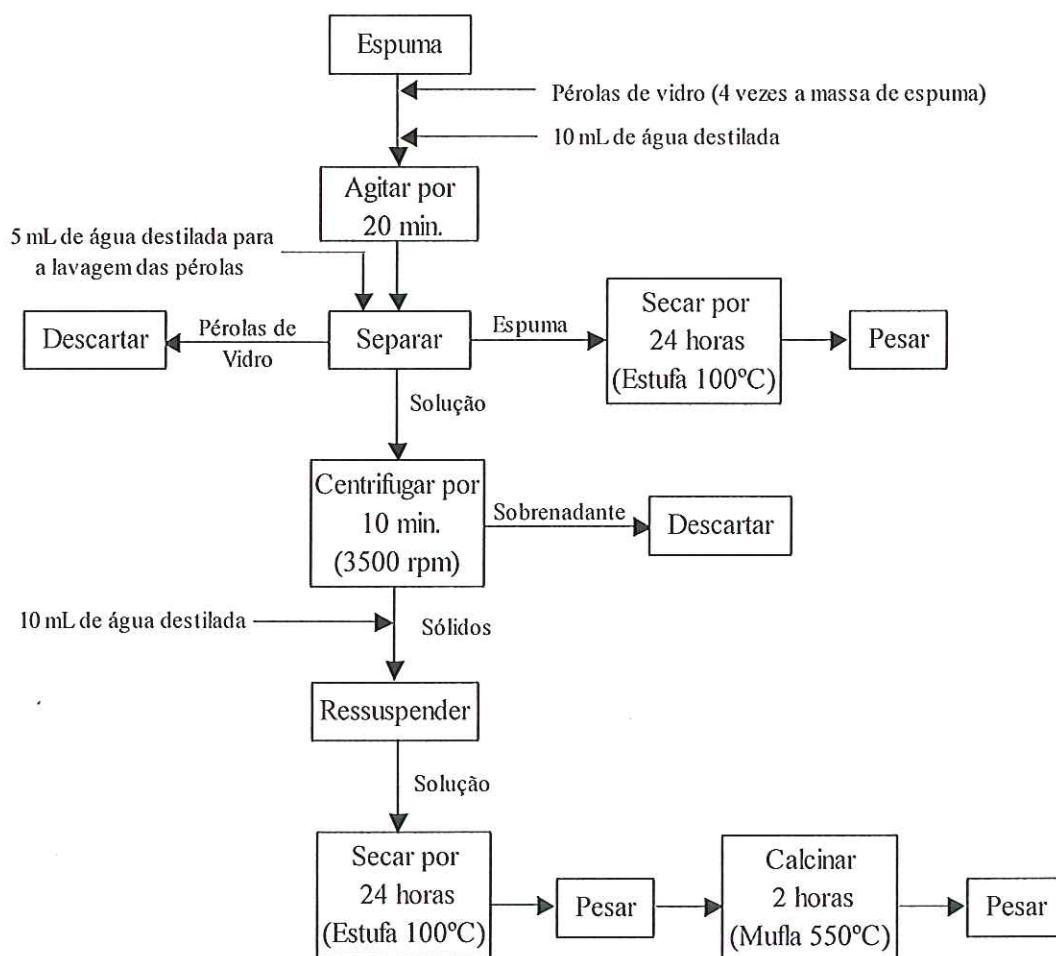 Espuma
Pérolas de vidro (4 vezes a massa de espuma)
10 mL de água destilada
Agitar por
20 min.
5 mL de água destilada para
a lavagem das pérolas
Descartar
Pérolas de
Vidro
Separar
Espuma
Secar por
24 horas
(Estufa 100ºC)
Pesar
Solução
Centrifugar por
10 min.
(3500 rpm)
Sobrenadante
Descartar
10 mL de água destilada
Sólidos
Ressuspender
Solução
Secar por
24 horas
(Estufa 100ºC)
Pesar
Calcinar
2 horas
(Mufla 550ºC)
Pesar